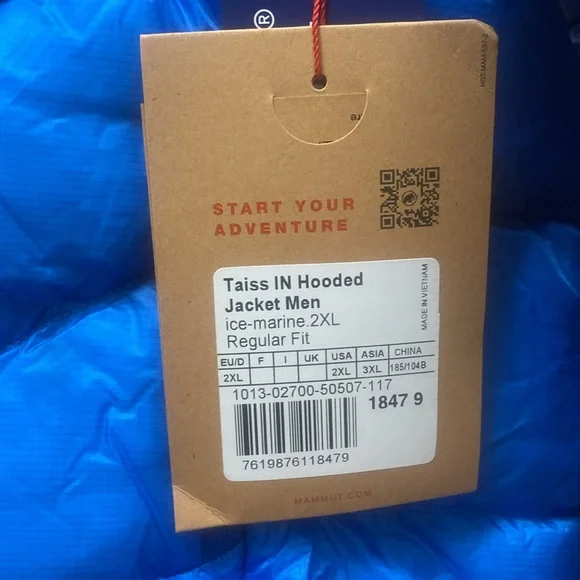 ®
START YOUR
ADVENTURE
Taiss IN Hooded
Jacket Men
ice-marine.2XL
Regular Fit
MADE IN VIETNAM
EU/D F I UK USA ASIA CHINA
2XL 2XL 3XL 185/104B
1013-02700-50507-117
1847 9
7619876118479
MAMMUT.COM